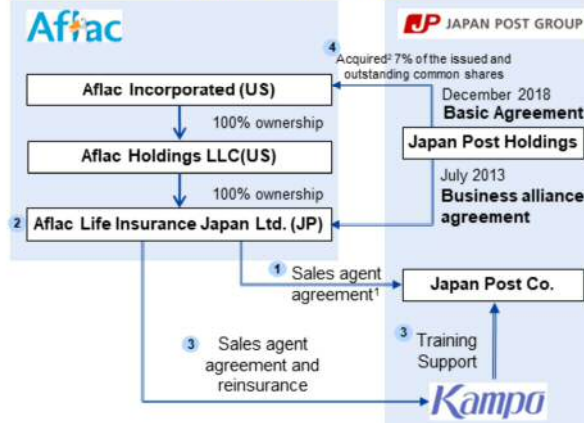 Aflac
JP JAPAN POST GROUP
4
Acquired² 7% of the issued and
outstanding common shares
Aflac Incorporated (US)
December 2018
Basic Agreement
100% ownership
Japan Post Holdings
Aflac Holdings LLC(US)
July 2013
Business alliance
agreement
100% ownership
2 Aflac Life Insurance Japan Ltd. (JP)
1 Sales agent
agreement¹
Japan Post Co.
3 Sales agent
agreement and
reinsurance
3 Training
Support
Kampo